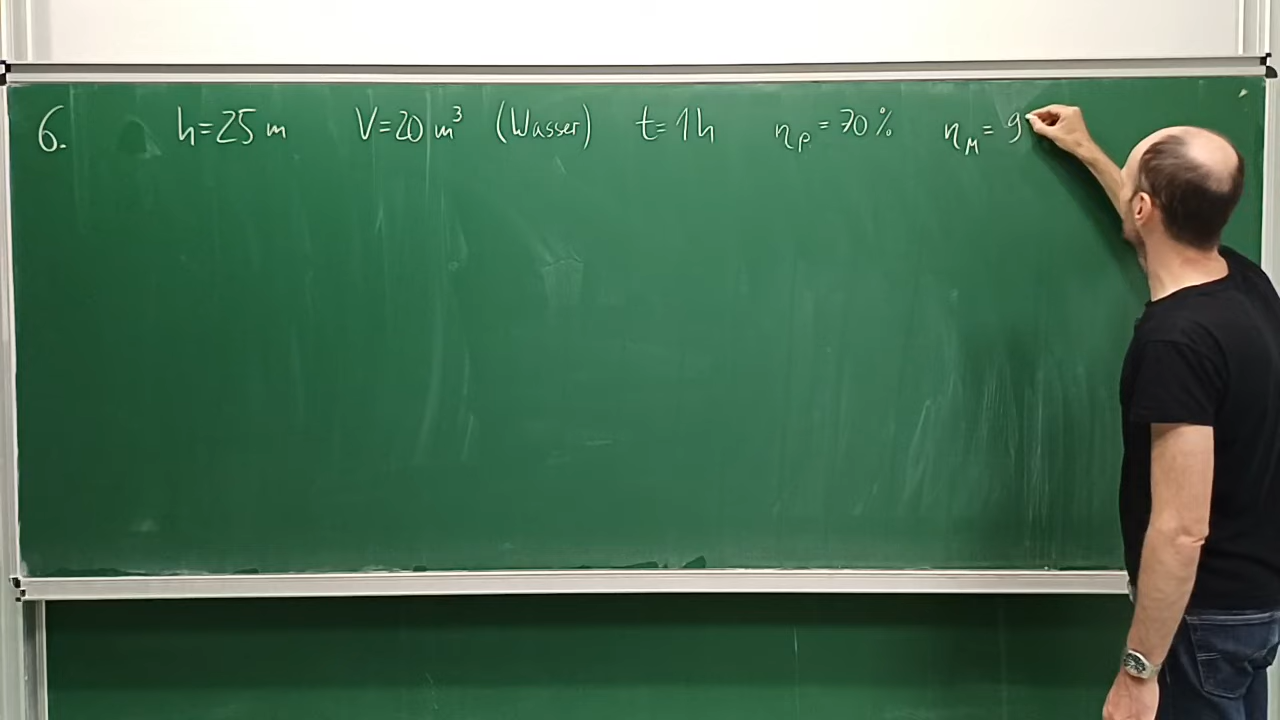 6. h=25 m V=20 m³ (Wasser) t=1h η_P = 70% η_M = 9